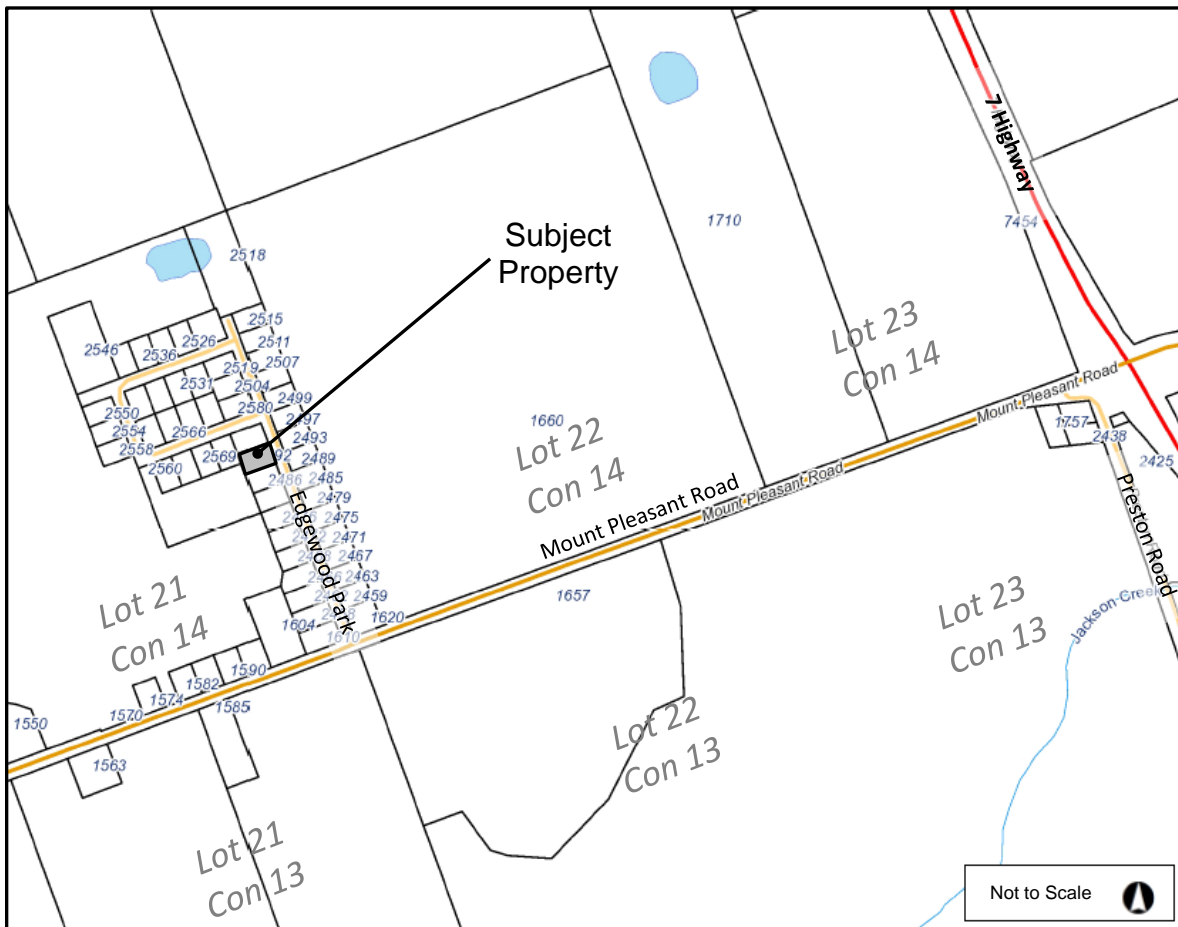 7 Highway
7454
1710
Subject
Property
2518
2515
2511
2507
2546
2536
2526
2519
2531
2504
2499
2497
2493
2489
2485
2479
2475
2471
2467
2463
2459
2550
2554
2558
2580
2566
2560
2569
92
2486
Edgewood Park
1660
Lot 22
Con 14
Lot 23
Con 14
Mount Pleasant Road
Mount Pleasant Road
Mount Pleasant Road
1757
2438
2425
Preston Road
Jackson Creek
Lot 21
Con 14
1604
1610
1620
1657
1590
1582
1574
1570
1585
1550
1563
Lot 23
Con 13
Lot 22
Con 13
Lot 21
Con 13
Not to Scale